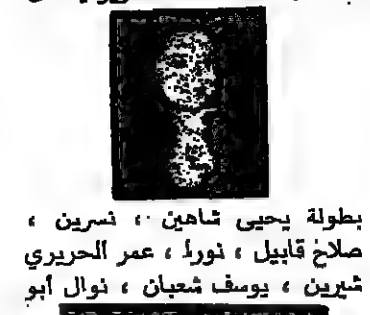 بطولة يحيى شاهين ، نسرين ،
صلاح قابيل ، نورا ، عمر الحريري
شيرين ، يوسف شعبان ، نوال أبو